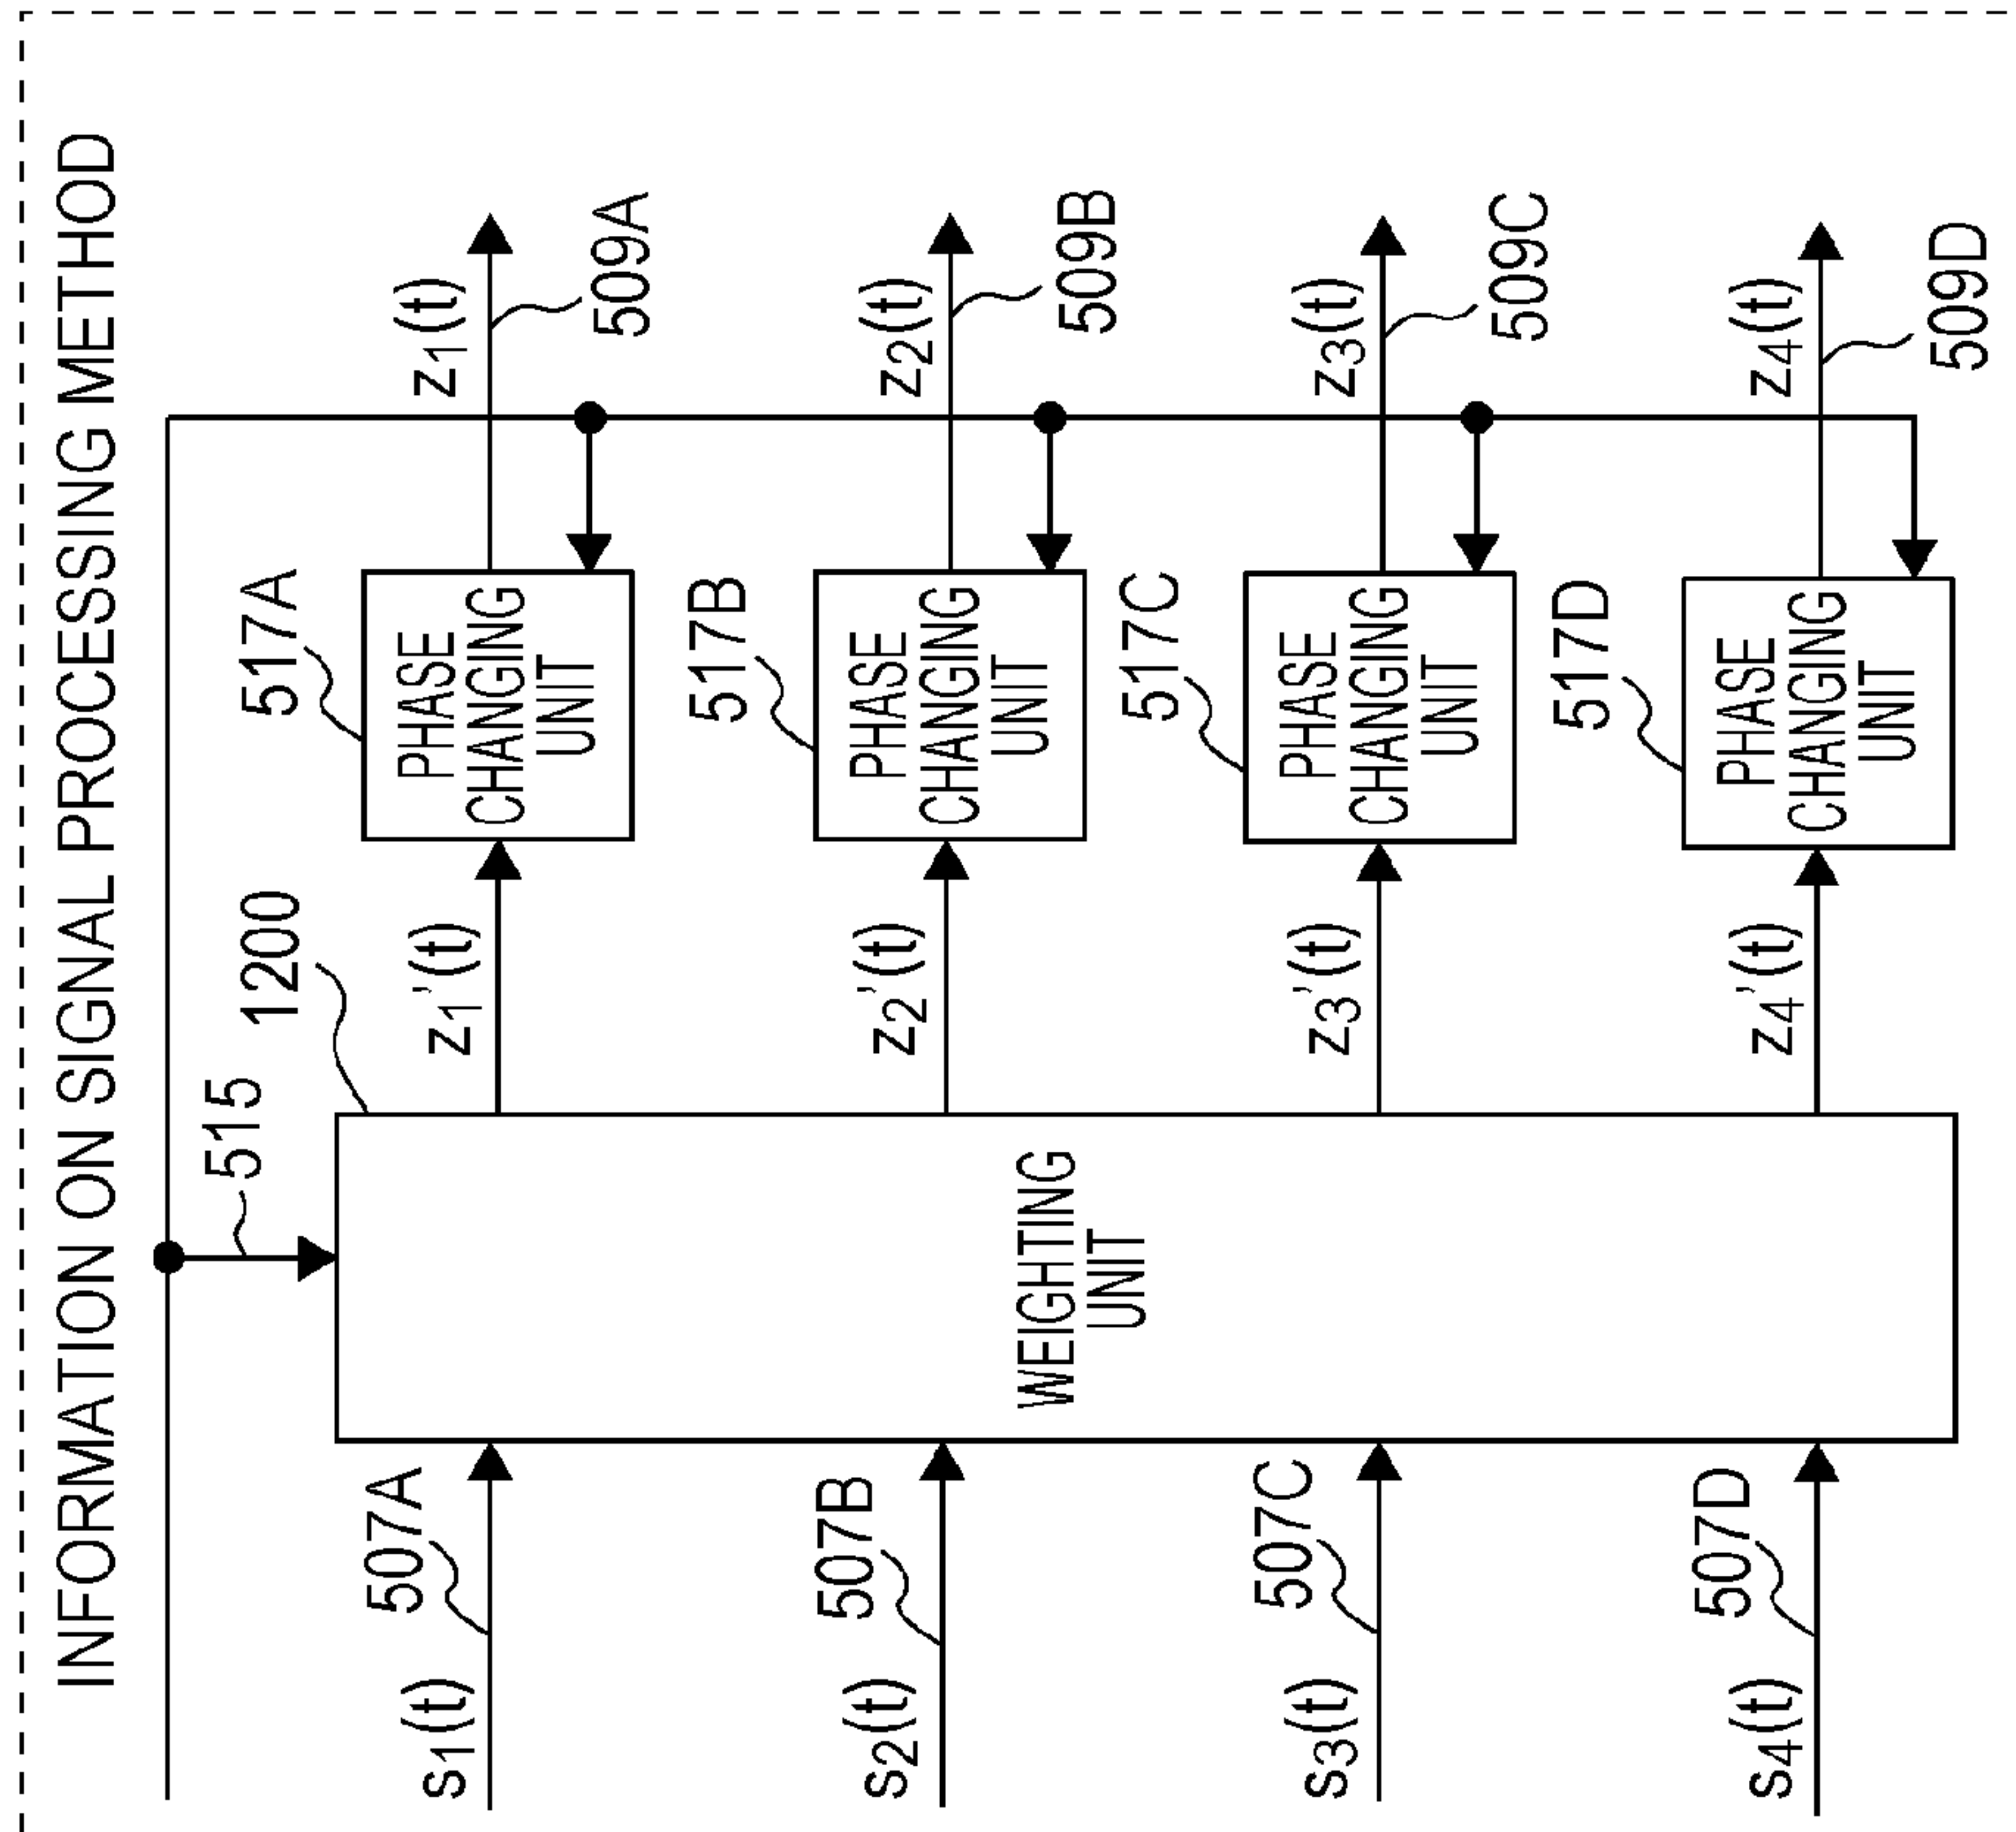 INFORMATION ON SIGNAL PROCESSING METHOD
515
1200
s1(t)
507A
z1'(t)
517A
PHASE
CHANGING
UNIT
z1(t)
509A
s2(t)
507B
WEIGHTING
UNIT
z2'(t)
517B
PHASE
CHANGING
UNIT
z2(t)
509B
s3(t)
507C
z3'(t)
517C
PHASE
CHANGING
UNIT
z3(t)
509C
s4(t)
507D
z4'(t)
517D
PHASE
CHANGING
UNIT
z4(t)
509D